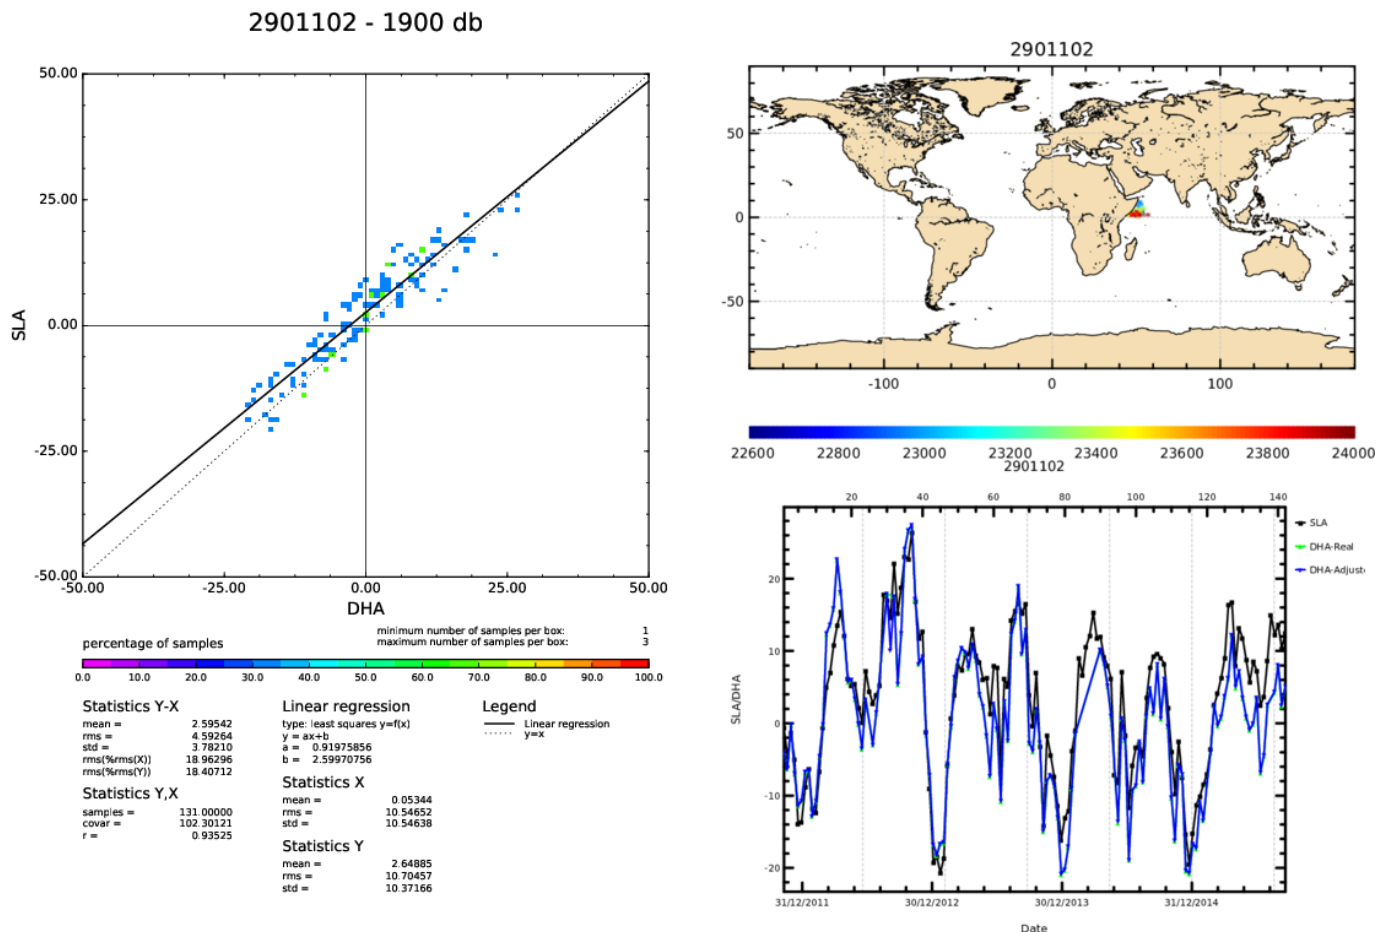 2901102 - 1900 db
50.00
25.00
0.00
-25.00
-50.00
SLA
-50.00 -25.00 0.00 25.00 50.00
DHA
minimum number of samples per box: 1
maximum number of samples per box: 3
percentage of samples
0.0 10.0 20.0 30.0 40.0 50.0 60.0 70.0 80.0 90.0 100.0
Statistics Y-X
mean = 2.59542
rms = 4.59264
std = 3.78210
rms(%rms(X)) 18.96296
rms(%rms(Y)) 18.40712
Statistics Y,X
samples = 131.00000
covar = 102.30121
r = 0.93525
Linear regression
type: least squares y=f(x)
y = ax+b
a = 0.91975856
b = 2.59970756
Statistics X
mean = 0.05344
rms = 10.54652
std = 10.54638
Statistics Y
mean = 2.64885
rms = 10.70457
std = 10.37166
Legend
Linear regression
y=x
2901102
50
0
-50
-100 0 100
22600 22800 23000 23200 23400 23600 23800 24000
2901102
20 40 60 80 100 120 140
SLA
DHA-Real
DHA-Adjust
20
10
0
-10
-20
SLA/DHA
31/12/2011 30/12/2012 30/12/2013 31/12/2014
Date